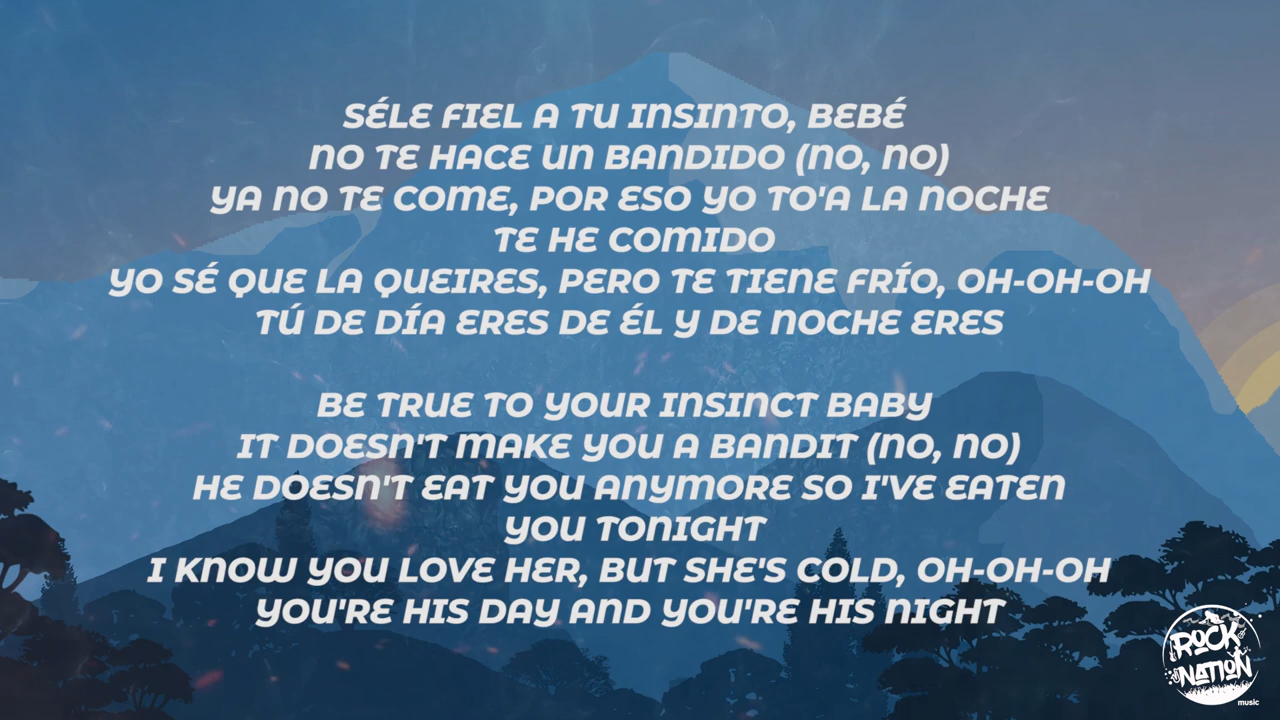 SÉLE FIEL A TU INSINTO, BEBÉ
NO TE HACE UN BANDIDO (NO, NO)
YA NO TE COME, POR ESO YO TO'A LA NOCHE
TE HE COMIDO
YO SÉ QUE LA QUEIRES, PERO TE TIENE FRÍO, OH-OH-OH
TÚ DE DÍA ERES DE ÉL Y DE NOCHE ERES
BE TRUE TO YOUR INSINCT BABY
IT DOESN'T MAKE YOU A BANDIT (NO, NO)
HE DOESN'T EAT YOU ANYMORE SO I'VE EATEN
YOU TONIGHT
I KNOW YOU LOVE HER, BUT SHE'S COLD, OH-OH-OH
YOU'RE HIS DAY AND YOU'RE HIS NIGHT
ROCK
NATION
music